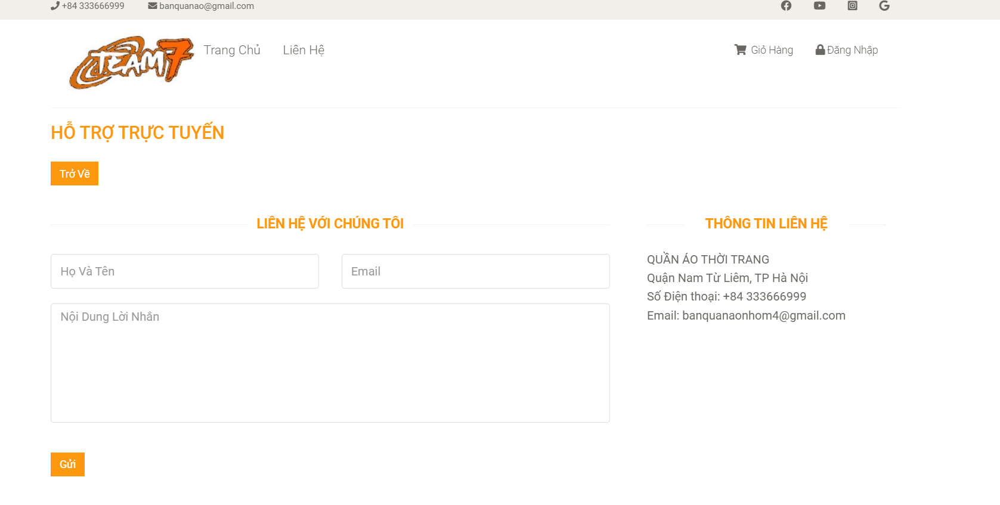 +84 333666999 banquanao@gmail.com
TEAM7 Trang Chủ Liên Hệ Giỏ Hàng Đăng Nhập
HỖ TRỢ TRỰC TUYẾN
Trở Về
LIÊN HỆ VỚI CHÚNG TÔI
Họ Và Tên Email
Nội Dung Lời Nhắn
Gửi
THÔNG TIN LIÊN HỆ
QUẦN ÁO THỜI TRANG
Quận Nam Từ Liêm, TP Hà Nội
Số Điện thoại: +84 333666999
Email: banquanaonhom4@gmail.com